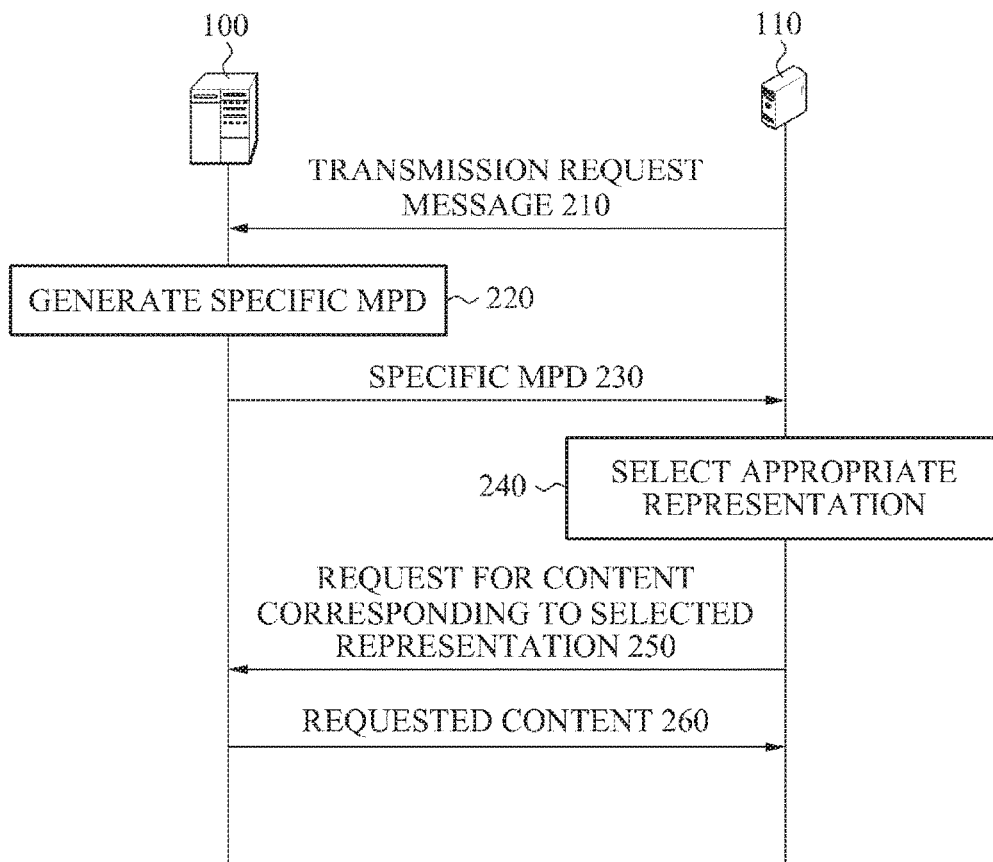 100
110
TRANSMISSION REQUEST
MESSAGE 210
GENERATE SPECIFIC MPD
220
SPECIFIC MPD 230
240
SELECT APPROPRIATE
REPRESENTATION
REQUEST FOR CONTENT
CORRESPONDING TO SELECTED
REPRESENTATION 250
REQUESTED CONTENT 260